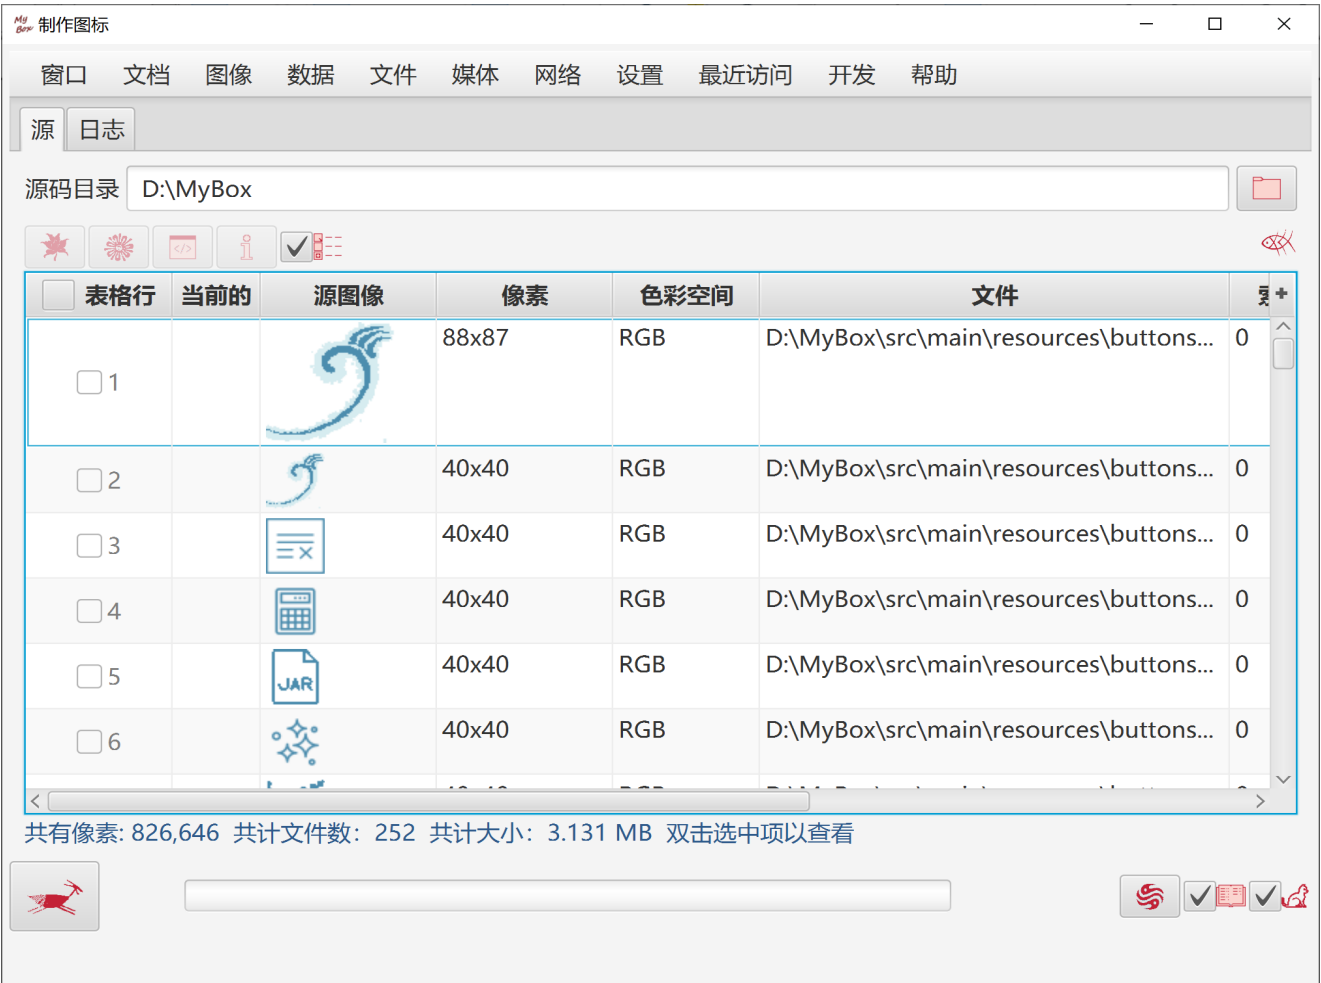 My Box 制作图标
窗口 文档 图像 数据 文件 媒体 网络 设置 最近访问 开发 帮助
源 日志
源码目录 D:\MyBox
表格行 当前的 源图像 像素 色彩空间 文件
1 88x87 RGB D:\MyBox\src\main\resources\buttons... 0
2 40x40 RGB D:\MyBox\src\main\resources\buttons... 0
3 40x40 RGB D:\MyBox\src\main\resources\buttons... 0
4 40x40 RGB D:\MyBox\src\main\resources\buttons... 0
5 JAR 40x40 RGB D:\MyBox\src\main\resources\buttons... 0
6 40x40 RGB D:\MyBox\src\main\resources\buttons... 0
共有像素: 826,646 共计文件数：252 共计大小：3.131 MB 双击选中项以查看